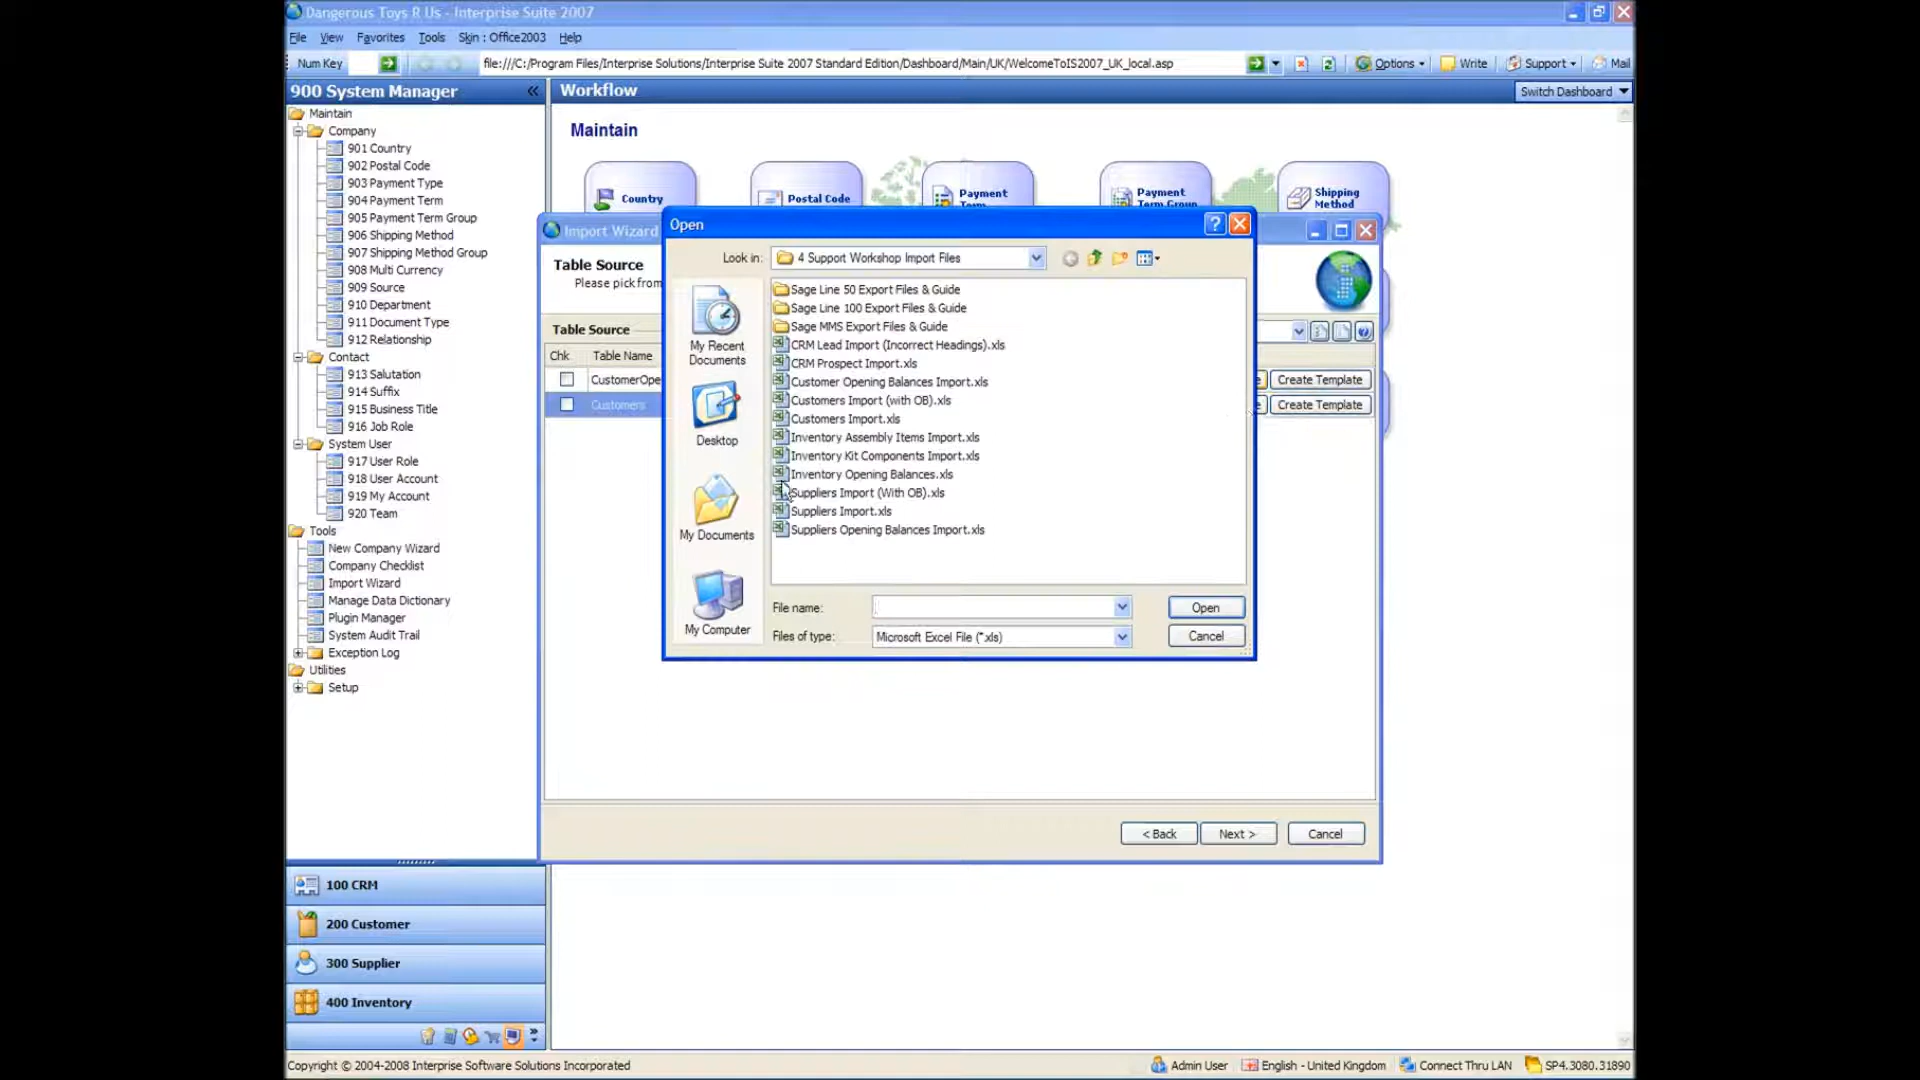 Dangerous Toys R Us - Interprise Suite 2007
File View Favorites Tools Skin : Office2003 Help
Num Key
file:///C:/Program Files/Interprise Solutions/Interprise Suite 2007 Standard Edition/Dashboard/Main/UK/WelcomeToIS2007_UK_local.asp
Options Write Support Mail
900 System Manager
Maintain
Company
901 Country
902 Postal Code
903 Payment Type
904 Payment Term
905 Payment Term Group
906 Shipping Method
907 Shipping Method Group
908 Multi Currency
909 Source
910 Department
911 Document Type
912 Relationship
Contact
913 Salutation
914 Suffix
915 Business Title
916 Job Role
System User
917 User Role
918 User Account
919 My Account
920 Team
Tools
New Company Wizard
Company Checklist
Import Wizard
Manage Data Dictionary
Plugin Manager
System Audit Trail
Exception Log
Utilities
Setup
100 CRM
200 Customer
300 Supplier
400 Inventory
Workflow
Switch Dashboard
Maintain
Country
Postal Code
Payment
Payment
Shipping
Method
Import Wizard
Table Source
Please pick from
Table Source
Chk Table Name
CustomerOpe
Create Template
Customers
Create Template
Open
Look in: 4 Support Workshop Import Files
My Recent
Documents
Desktop
My Documents
My Computer
Sage Line 50 Export Files & Guide
Sage Line 100 Export Files & Guide
Sage MMS Export Files & Guide
CRM Lead Import (Incorrect Headings).xls
CRM Prospect Import.xls
Customer Opening Balances Import.xls
Customers Import (with OB).xls
Customers Import.xls
Inventory Assembly Items Import.xls
Inventory Kit Components Import.xls
Inventory Opening Balances.xls
Suppliers Import (With OB).xls
Suppliers Import.xls
Suppliers Opening Balances Import.xls
File name:
Open
Files of type: Microsoft Excel File (*.xls)
Cancel
< Back Next > Cancel
Copyright © 2004-2008 Interprise Software Solutions Incorporated
Admin User English - United Kingdom Connect Thru LAN SP4.3080.31890